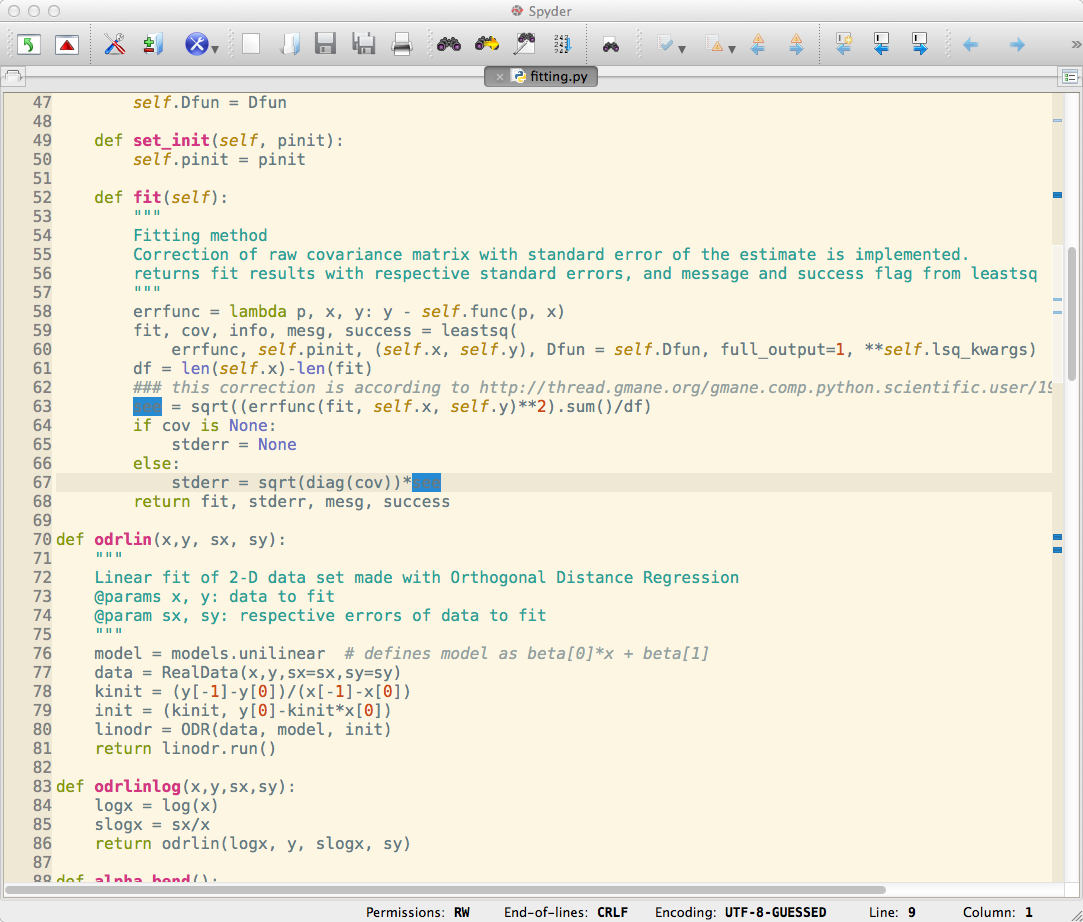 Spyder
fitting.py
47 self.Dfun = Dfun
48
49 def set_init(self, pinit):
50 self.pinit = pinit
51
52 def fit(self):
53 """
54 Fitting method
55 Correction of raw covariance matrix with standard error of the estimate is implemented.
56 returns fit results with respective standard errors, and message and success flag from leastsq
57 """
58 errfunc = lambda p, x, y: y - self.func(p, x)
59 fit, cov, info, mesg, success = leastsq(
60 errfunc, self.pinit, (self.x, self.y), Dfun = self.Dfun, full_output=1, **self.lsq_kwargs)
61 df = len(self.x)-len(fit)
62 ### this correction is according to http://thread.gmane.org/gmane.comp.python.scientific.user/19
63 = sqrt((errfunc(fit, self.x, self.y)**2).sum()/df)
64 if cov is None:
65 stderr = None
66 else:
67 stderr = sqrt(diag(cov))*
68 return fit, stderr, mesg, success
69
70 def odrlin(x,y, sx, sy):
71 """
72 Linear fit of 2-D data set made with Orthogonal Distance Regression
73 @params x, y: data to fit
74 @param sx, sy: respective errors of data to fit
75 """
76 model = models.unilinear # defines model as beta[0]*x + beta[1]
77 data = RealData(x,y,sx=sx,sy=sy)
78 kinit = (y[-1]-y[0])/(x[-1]-x[0])
79 init = (kinit, y[0]-kinit*x[0])
80 linodr = ODR(data, model, init)
81 return linodr.run()
82
83 def odrlinlog(x,y,sx,sy):
84 logx = log(x)
85 slogx = sx/x
86 return odrlin(logx, y, slogx, sy)
87
88 def alpha_bend():
Permissions: RW End-of-lines: CRLF Encoding: UTF-8-GUESSED Line: 9 Column: 1